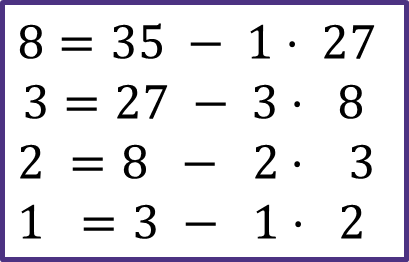 8 = 35 − 1 · 27
3 = 27 − 3 · 8
2 = 8 − 2 · 3
1 = 3 − 1 · 2